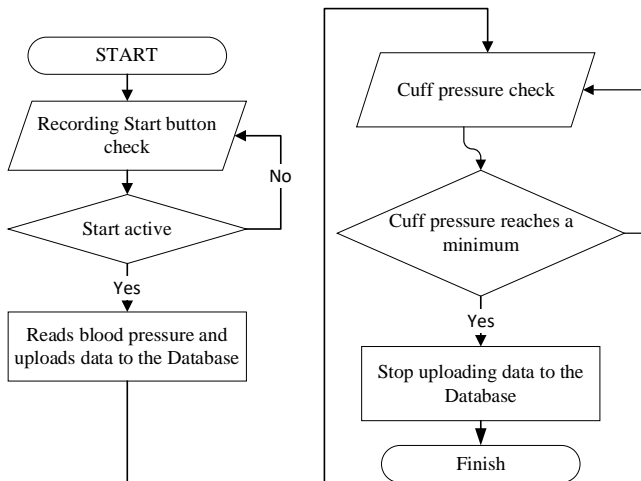 START
Recording Start button
check
No
Start active
Yes
Reads blood pressure and
uploads data to the Database
Cuff pressure check
Cuff pressure reaches a
minimum
Yes
Stop uploading data to the
Database
Finish